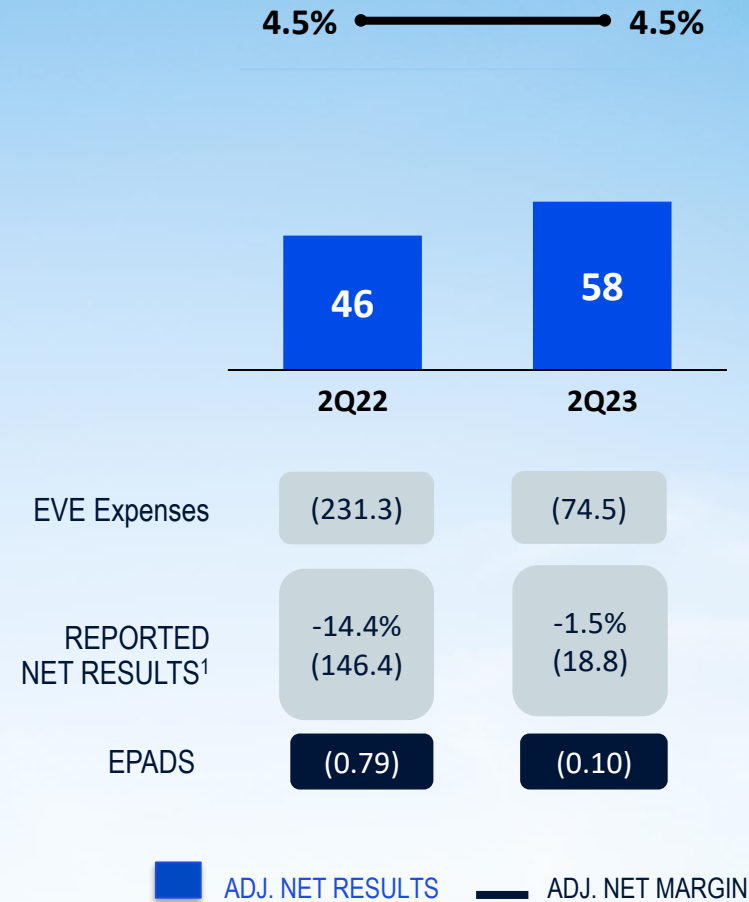 4.5% 4.5%
46 58
2Q22 2Q23
EVE Expenses (231.3) (74.5)
REPORTED NET RESULTS¹ -14.4% (146.4) -1.5% (18.8)
EPADS (0.79) (0.10)
ADJ. NET RESULTS ADJ. NET MARGIN